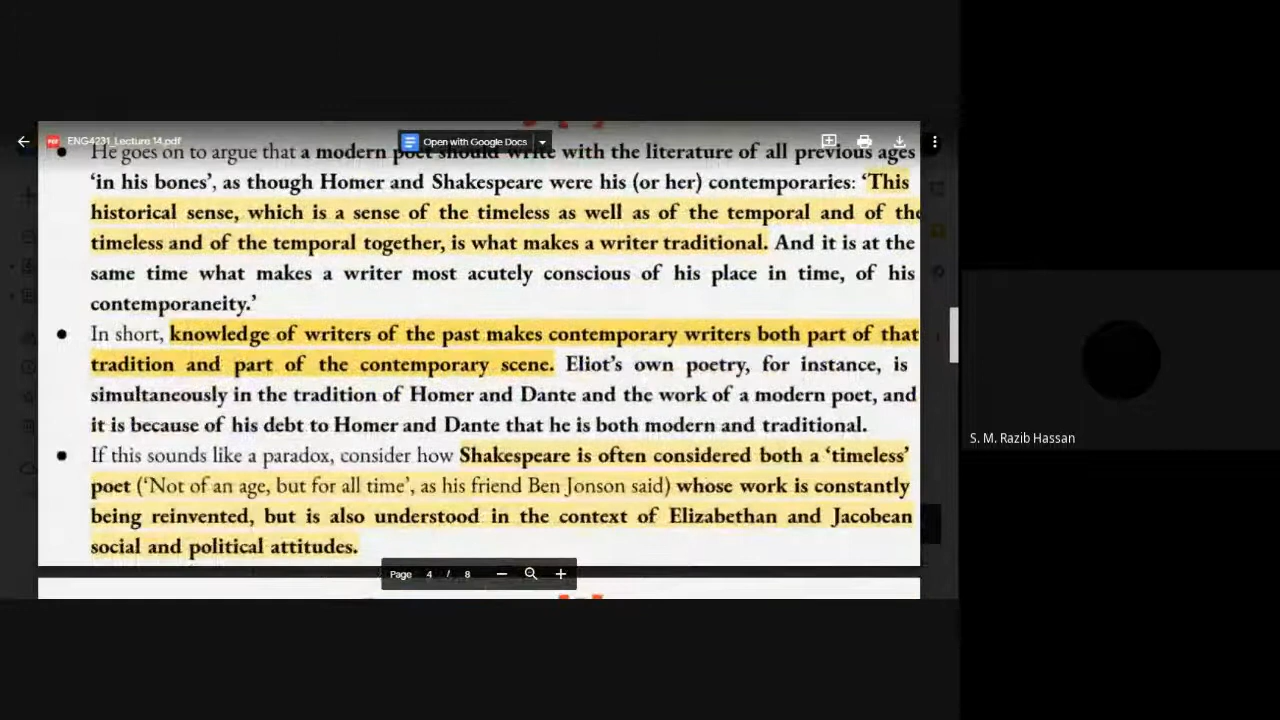 ENG4231_Lecture 14.pdf
Open with Google Docs
He goes on to argue that a modern poet should write with the literature of all previous ages
‘in his bones’, as though Homer and Shakespeare were his (or her) contemporaries: ‘This
historical sense, which is a sense of the timeless as well as of the temporal and of the
timeless and of the temporal together, is what makes a writer traditional. And it is at the
same time what makes a writer most acutely conscious of his place in time, of his
contemporaneity.’
In short, knowledge of writers of the past makes contemporary writers both part of that
tradition and part of the contemporary scene. Eliot’s own poetry, for instance, is
simultaneously in the tradition of Homer and Dante and the work of a modern poet, and
it is because of his debt to Homer and Dante that he is both modern and traditional.
If this sounds like a paradox, consider how Shakespeare is often considered both a ‘timeless’
poet (‘Not of an age, but for all time’, as his friend Ben Jonson said) whose work is constantly
being reinvented, but is also understood in the context of Elizabethan and Jacobean
social and political attitudes.
Page 4 / 8
S. M. Razib Hassan